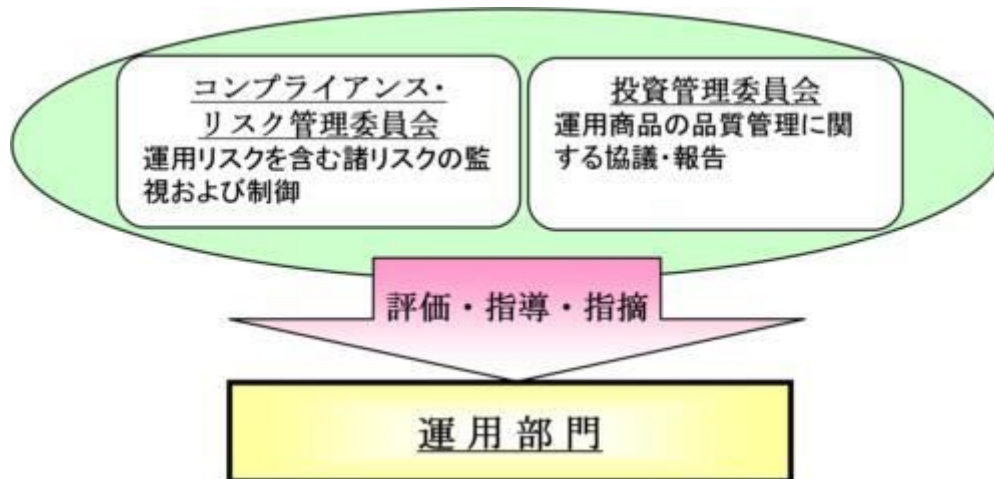 コンプライアンス・
リスク管理委員会
運用リスクを含む諸リスクの監
視および制御
投資管理委員会
運用商品の品質管理に関
する協議・報告
評価・指導・指摘
運用部門